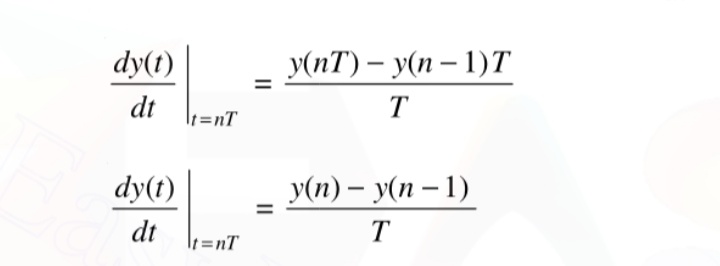 dy(t)/dt |t=nT = y(nT) – y(n – 1)T / T
dy(t)/dt |t=nT = y(n) – y(n – 1) / T